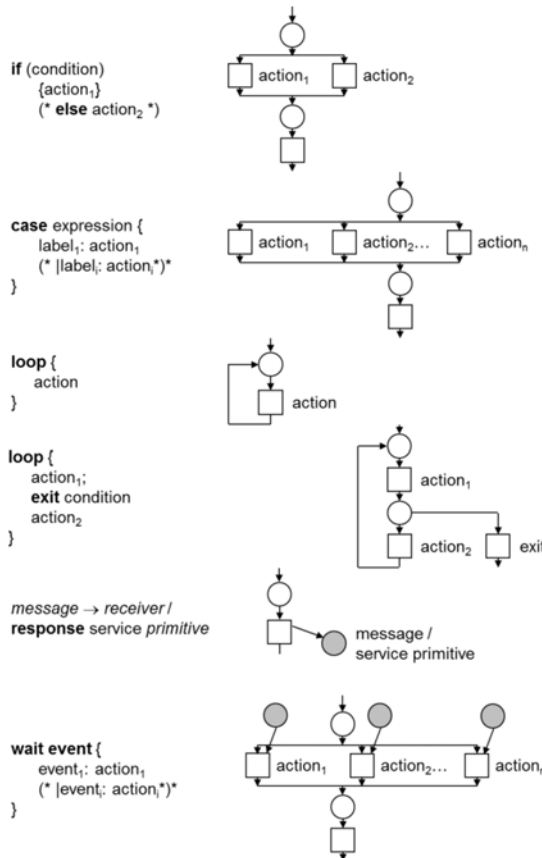 if (condition)
{action₁}
(* else action₂ *)
action₁
action₂
case expression {
label₁: action₁
(* |labelᵢ: actionᵢ*)*
}
action₁
action₂...
actionₙ
loop {
action
}
action
loop {
action₁;
exit condition
action₂
}
action₁
action₂
exit
message → receiver /
response service primitive
message /
service primitive
wait event {
event₁: action₁
(* |eventᵢ: actionᵢ*)*
}
action₁
action₂...
action